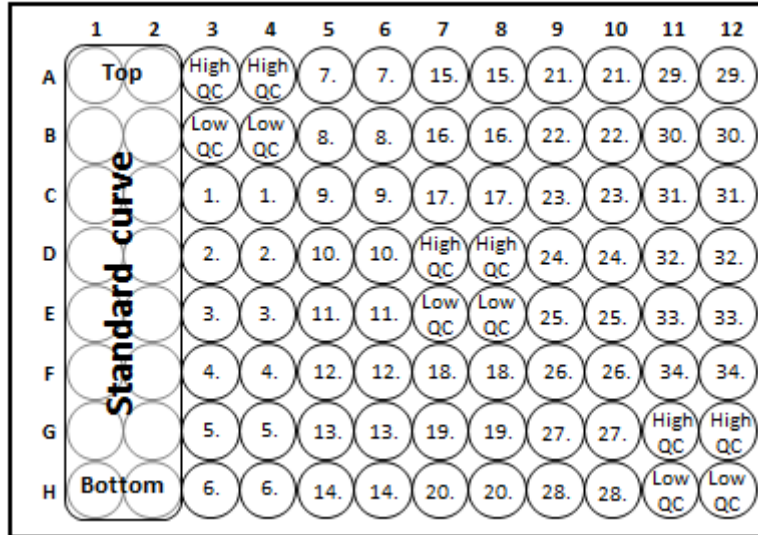 1 2 3 4 5 6 7 8 9 10 11 12
A Top High QC High QC 7. 7. 15. 15. 21. 21. 29. 29.
B Low QC Low QC 8. 8. 16. 16. 22. 22. 30. 30.
C 1. 1. 9. 9. 17. 17. 23. 23. 31. 31.
D 2. 2. 10. 10. High QC High QC 24. 24. 32. 32.
E 3. 3. 11. 11. Low QC Low QC 25. 25. 33. 33.
F 4. 4. 12. 12. 18. 18. 26. 26. 34. 34.
G 5. 5. 13. 13. 19. 19. 27. 27. High QC High QC
H Bottom 6. 6. 14. 14. 20. 20. 28. 28. Low QC Low QC
Standard curve